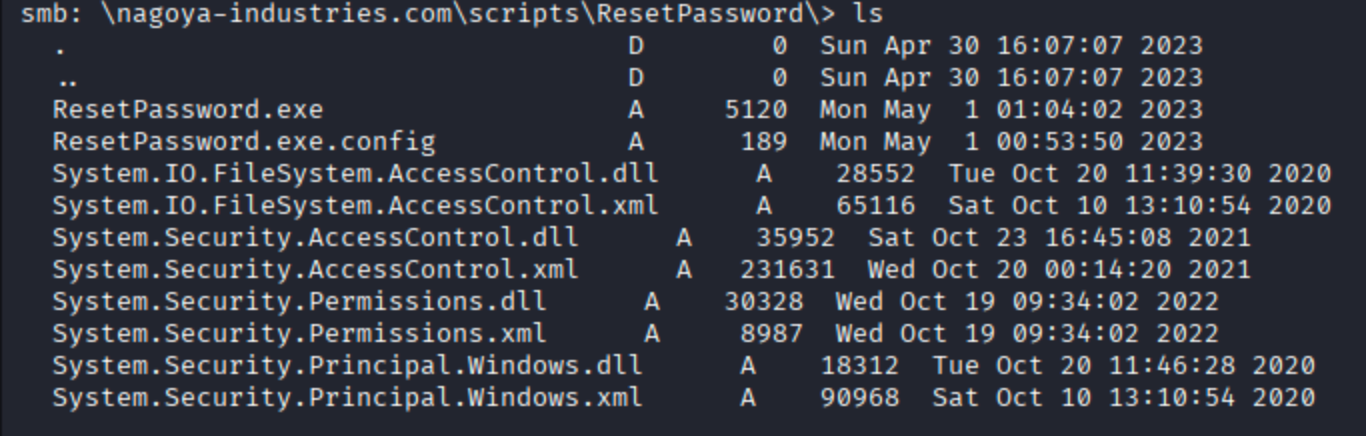 smb: \nagoya-industries.com\scripts\ResetPassword\> ls
. D 0 Sun Apr 30 16:07:07 2023
.. D 0 Sun Apr 30 16:07:07 2023
ResetPassword.exe A 5120 Mon May 1 01:04:02 2023
ResetPassword.exe.config A 189 Mon May 1 00:53:50 2023
System.IO.FileSystem.AccessControl.dll A 28552 Tue Oct 20 11:39:30 2020
System.IO.FileSystem.AccessControl.xml A 65116 Sat Oct 10 13:10:54 2020
System.Security.AccessControl.dll A 35952 Sat Oct 23 16:45:08 2021
System.Security.AccessControl.xml A 231631 Wed Oct 20 00:14:20 2021
System.Security.Permissions.dll A 30328 Wed Oct 19 09:34:02 2022
System.Security.Permissions.xml A 8987 Wed Oct 19 09:34:02 2022
System.Security.Principal.Windows.dll A 18312 Tue Oct 20 11:46:28 2020
System.Security.Principal.Windows.xml A 90968 Sat Oct 10 13:10:54 2020